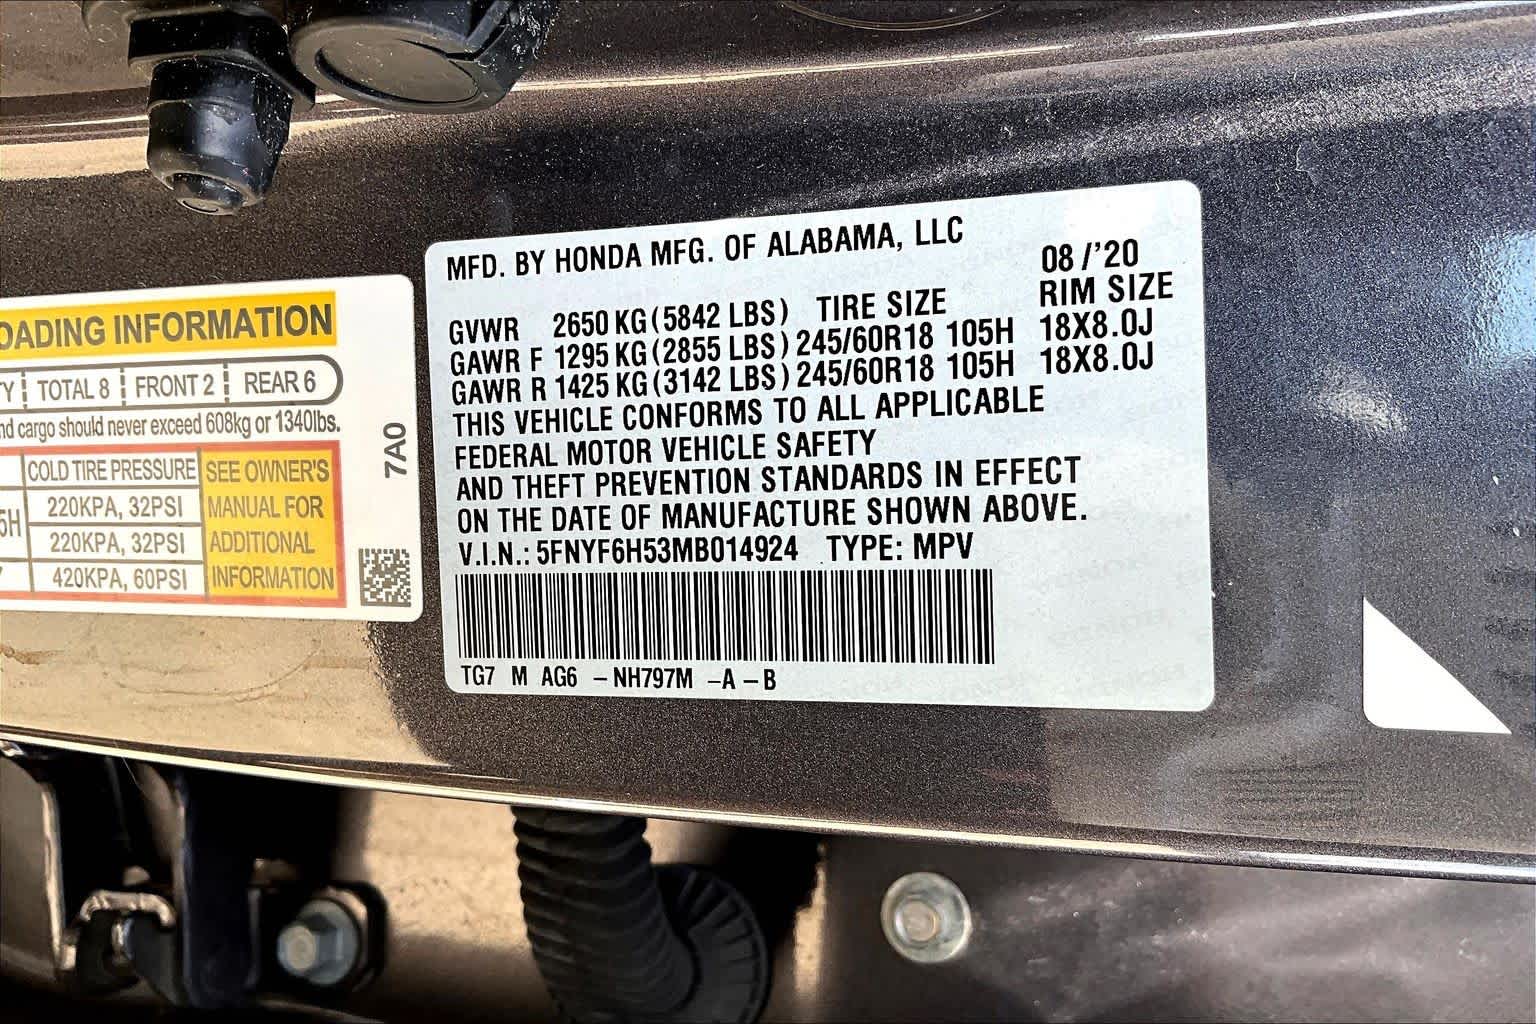 OADING INFORMATION
TY TOTAL 8 FRONT 2 REAR 6
nd cargo should never exceed 608kg or 1340lbs.
COLD TIRE PRESSURE
5H 220KPA, 32PSI
220KPA, 32PSI
420KPA, 60PSI
SEE OWNER'S
MANUAL FOR
ADDITIONAL
INFORMATION
7A0
MFD. BY HONDA MFG. OF ALABAMA, LLC
08/'20
GVWR 2650 KG (5842 LBS) TIRE SIZE RIM SIZE
GAWR F 1295 KG (2855 LBS) 245/60R18 105H 18X8.0J
GAWR R 1425 KG (3142 LBS) 245/60R18 105H 18X8.0J
THIS VEHICLE CONFORMS TO ALL APPLICABLE
FEDERAL MOTOR VEHICLE SAFETY
AND THEFT PREVENTION STANDARDS IN EFFECT
ON THE DATE OF MANUFACTURE SHOWN ABOVE.
V.I.N.: 5FNYF6H53MB014924 TYPE: MPV
TG7 M AG6 –NH797M –A –B